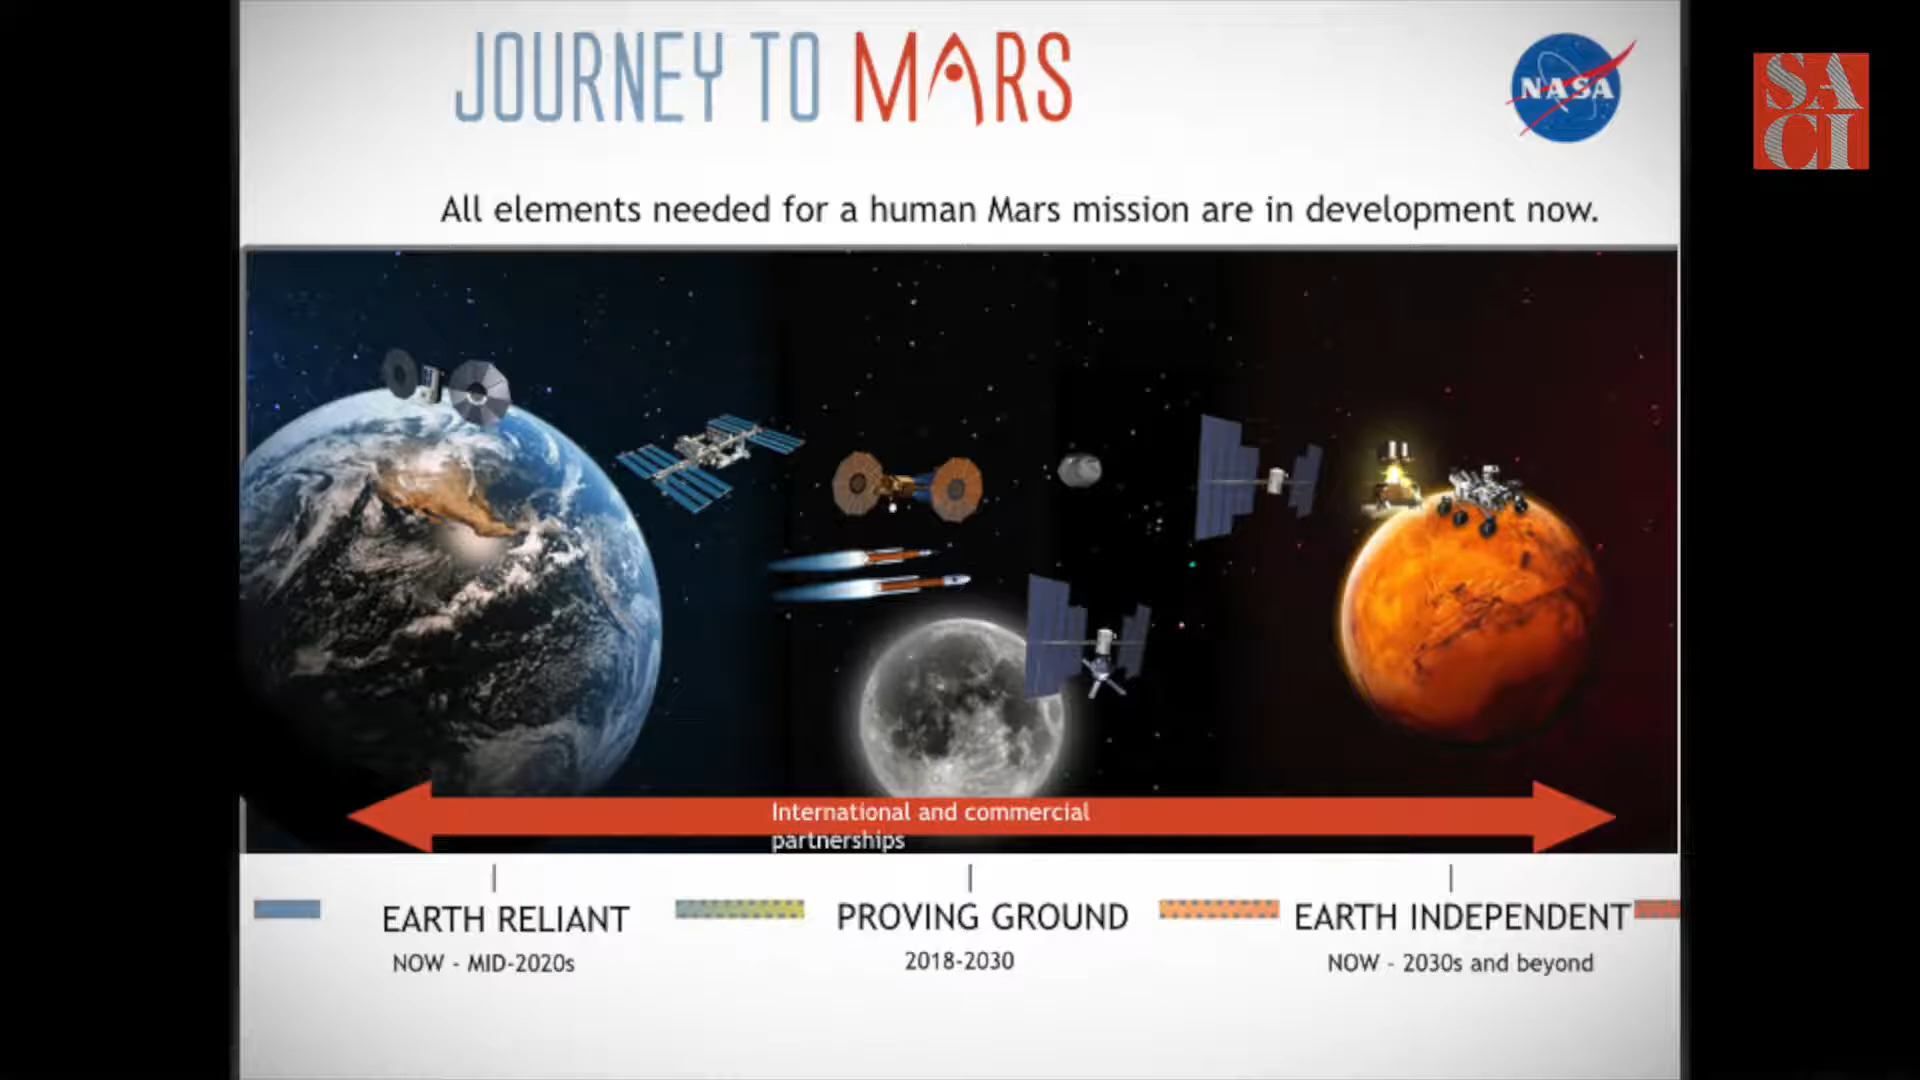 JOURNEY TO MARS
NASA
SA
CI
All elements needed for a human Mars mission are in development now.
International and commercial
partnerships
EARTH RELIANT
PROVING GROUND
EARTH INDEPENDENT
NOW - MID-2020s
2018-2030
NOW - 2030s and beyond